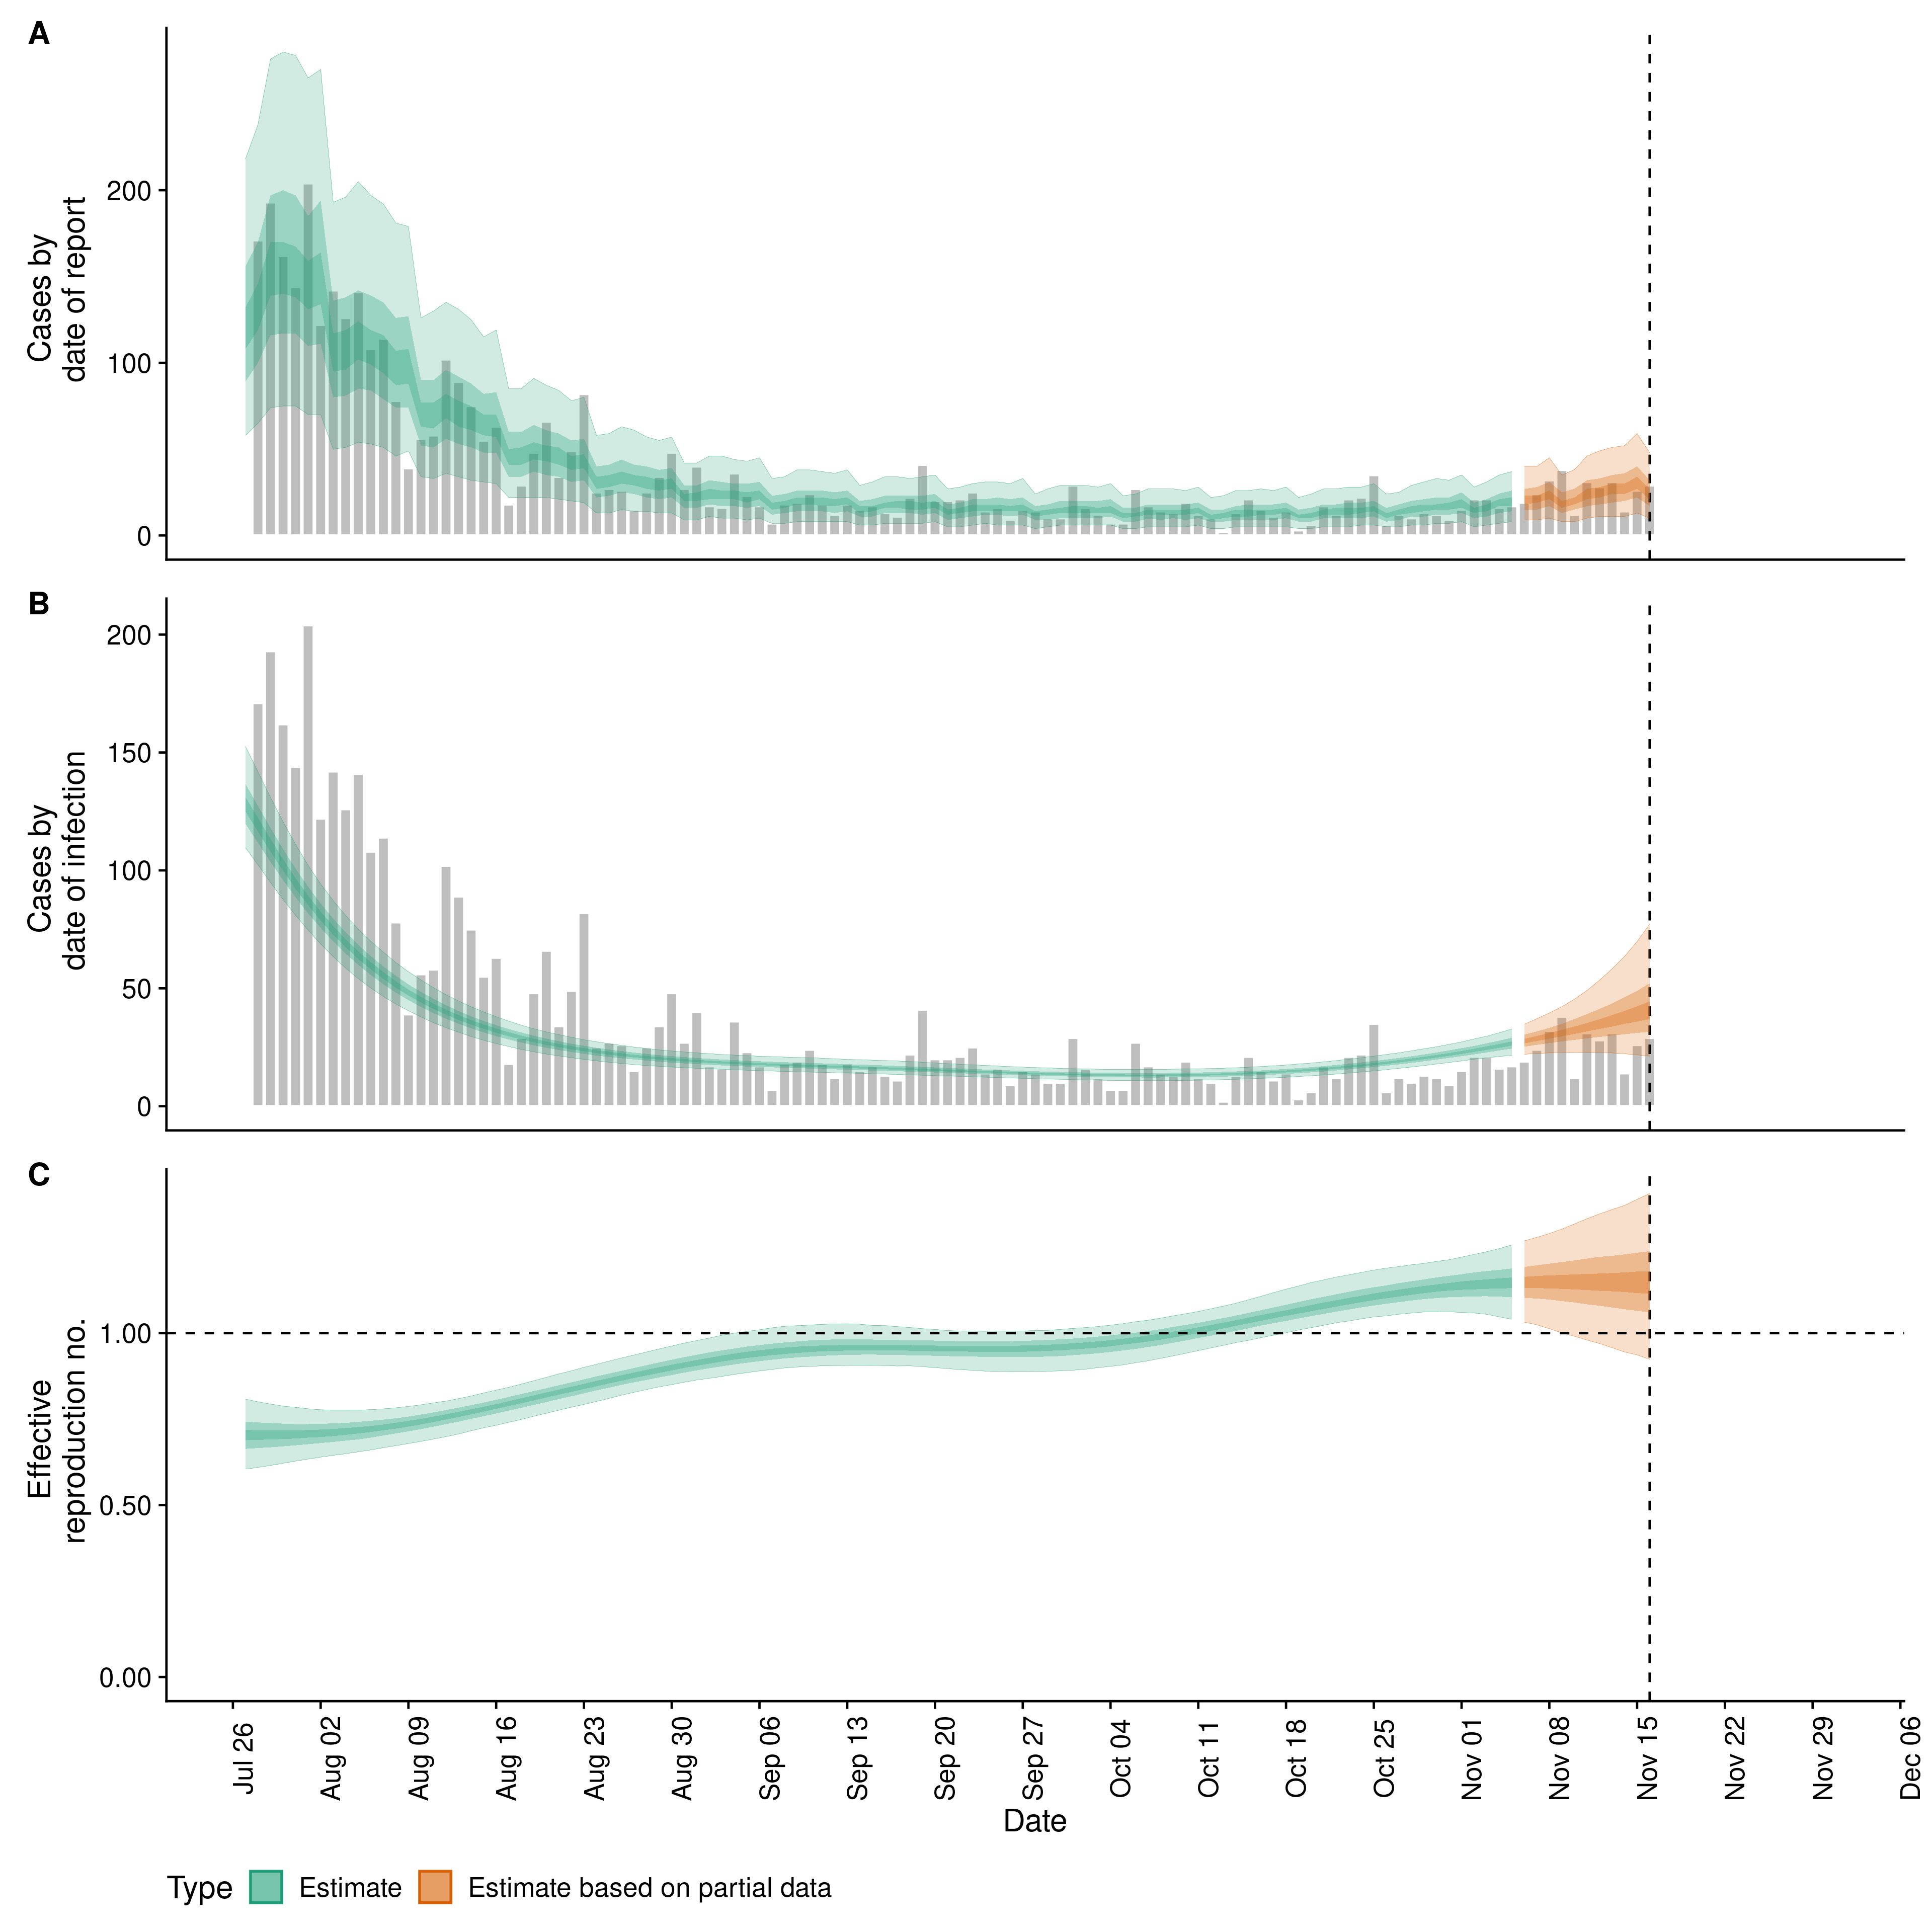 A
Cases by
date of report
200
100
0
B
Cases by
date of infection
200
150
100
50
0
C
Effective
reproduction no.
1.00
0.50
0.00
Jul 26
Aug 02
Aug 09
Aug 16
Aug 23
Aug 30
Sep 06
Sep 13
Sep 20
Sep 27
Oct 04
Oct 11
Oct 18
Oct 25
Nov 01
Nov 08
Nov 15
Nov 22
Nov 29
Dec 06
Date
Type Estimate Estimate based on partial data